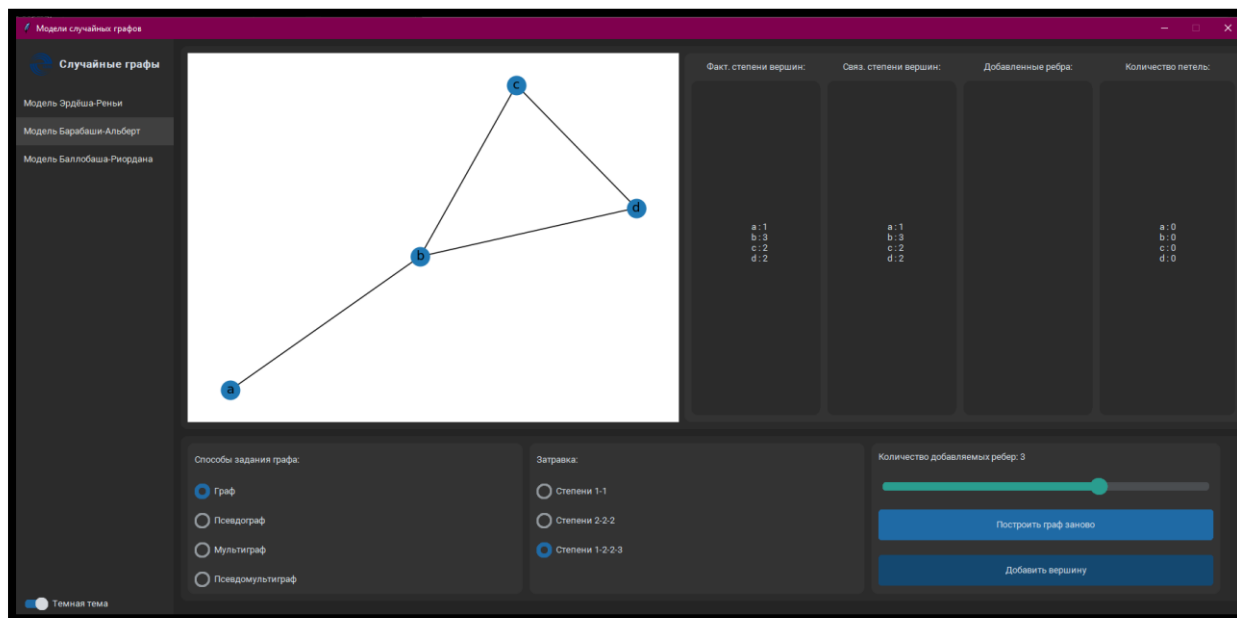 Модели случайных графов
Случайные графы
Модель Эрдёша-Реньи
Модель Барабаши-Альберт
Модель Баллобаша-Риордана
Темная тема
c
d
b
a
Факт. степени вершин:
a:1
b:3
c:2
d:2
Связ. степени вершин:
a:1
b:3
c:2
d:2
Добавленные ребра:
Количество петель:
a:0
b:0
c:0
d:0
Способы задания графа:
Граф
Псевдограф
Мультиграф
Псевдомультиграф
Затравка:
Степени 1-1
Степени 2-2-2
Степени 1-2-2-3
Количество добавляемых ребер: 3
Построить граф заново
Добавить вершину